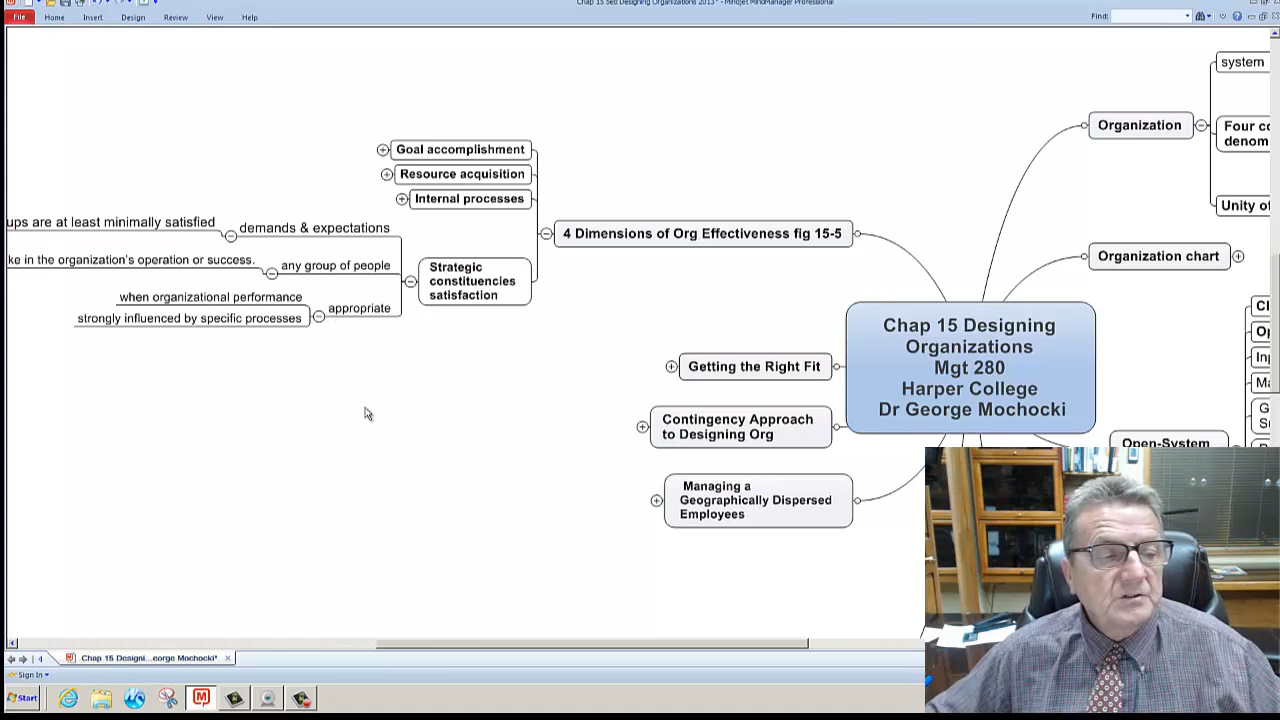 Chap 15 Sed Designing Organizations 2013* - Mindjet MindManager Professional
File Home Insert Design Review View Help Find:
system
Organization
Four
denom
Unity of
Goal accomplishment
Resource acquisition
Internal processes
4 Dimensions of Org Effectiveness fig 15-5
ups are at least minimally satisfied demands & expectations
ke in the organization's operation or success. any group of people
when organizational performance
strongly influenced by specific processes
appropriate
Strategic
constituencies
satisfaction
Organization chart
Chap 15 Designing
Organizations
Mgt 280
Harper College
Dr George Mochocki
Getting the Right Fit
Contingency Approach
to Designing Org
Managing a
Geographically Dispersed
Employees
Open-System
Chap 15 Designi...eorge Mochocki*
Sign In
Start